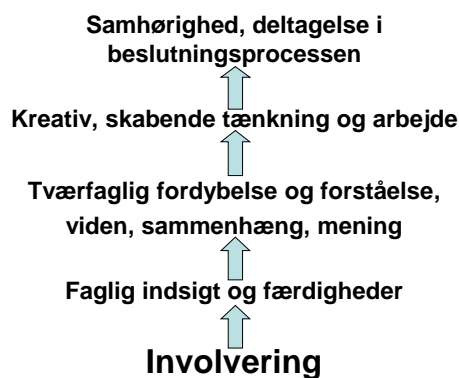 Samhørighed, deltagelse i
beslutningsprocessen
Kreativ, skabende tænkning og arbejde
Tværfaglig fordybelse og forståelse,
viden, sammenhæng, mening
Faglig indsigt og færdigheder
Involvering